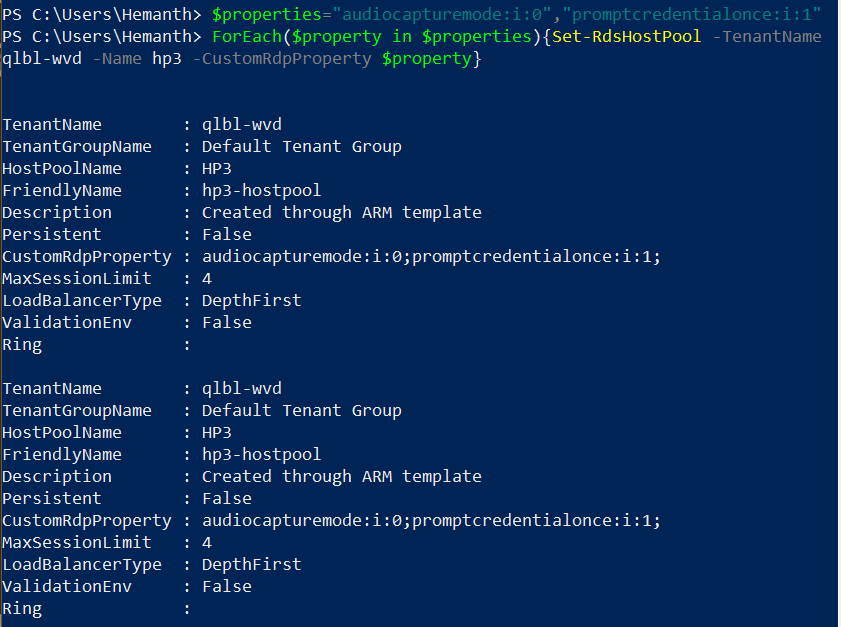 PS C:\Users\Hemanth> $properties="audiocapturemode:i:0","promptcredentialonce:i:1"
PS C:\Users\Hemanth> ForEach($property in $properties){Set-RdsHostPool -TenantName
qlbl-wvd -Name hp3 -CustomRdpProperty $property}
TenantName : qlbl-wvd
TenantGroupName : Default Tenant Group
HostPoolName : HP3
FriendlyName : hp3-hostpool
Description : Created through ARM template
Persistent : False
CustomRdpProperty : audiocapturemode:i:0;promptcredentialonce:i:1;
MaxSessionLimit : 4
LoadBalancerType : DepthFirst
ValidationEnv : False
Ring :
TenantName : qlbl-wvd
TenantGroupName : Default Tenant Group
HostPoolName : HP3
FriendlyName : hp3-hostpool
Description : Created through ARM template
Persistent : False
CustomRdpProperty : audiocapturemode:i:0;promptcredentialonce:i:1;
MaxSessionLimit : 4
LoadBalancerType : DepthFirst
ValidationEnv : False
Ring :